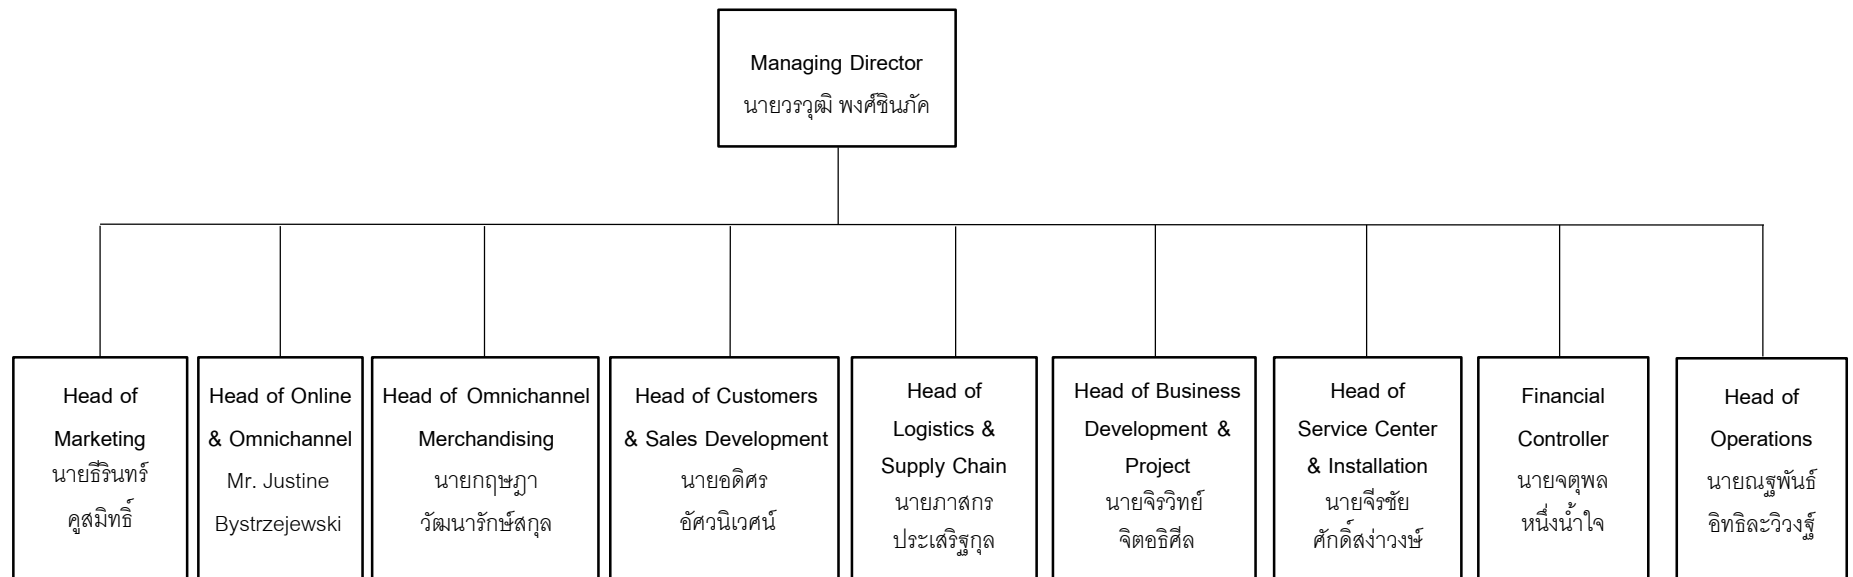 Managing Director
นายวรวุฒิ พงศ์ชินภัค
Head of
Marketing
นายธีรินทร์
คูสมิทธิ์
Head of Online
& Omnichannel
Mr. Justine
Bystrzejewski
Head of Omnichannel
Merchandising
นายกฤษฎา
วัฒนารักษ์สกุล
Head of Customers
& Sales Development
นายอดิศร
อัศวนิเวศน์
Head of
Logistics &
Supply Chain
นายภาสกร
ประเสริฐกุล
Head of Business
Development &
Project
นายจิรวิทย์
จิตอธิศีล
Head of
Service Center
& Installation
นายจีรชัย
ศักดิ์สง่าวงษ์
Financial
Controller
นายจตุพล
หนึ่งน้ำใจ
Head of
Operations
นายณฐพันธ์
อิทธิละวิวงฐ์